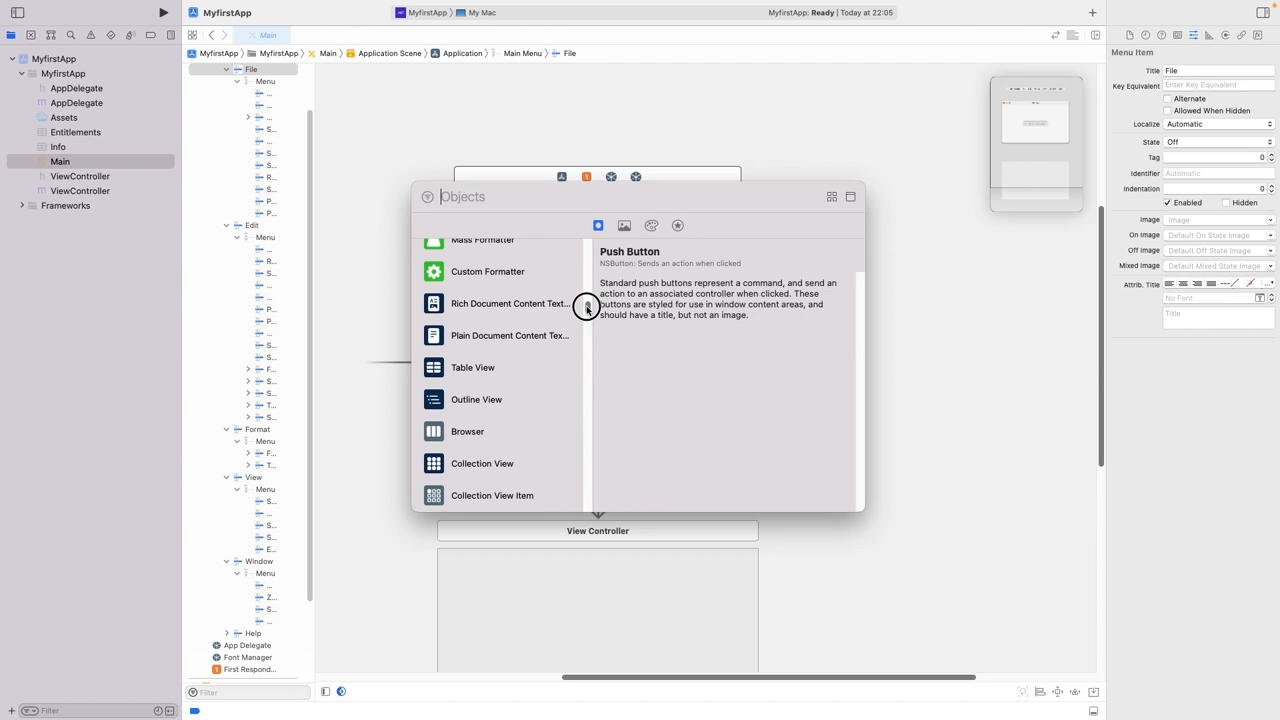 MyfirstApp
MyfirstApp
My Mac
MyfirstApp: Ready | Today at 22:05
Main
MyfirstApp
MyfirstApp
Main
Application Scene
Application
Main Menu
File
MyfirstApp
MyfirstApp
AppDelegate
AppDelegate
Assets
Entitlements
Info
Main
ViewController
ViewController
Frameworks
Filter
File
Menu
...
...
...
S...
...
S...
S...
R...
S...
P...
P...
Edit
Menu
...
R...
S...
...
...
P...
P...
...
S...
S...
F...
S...
S...
T...
S...
Format
Menu
F...
T...
View
Menu
S...
...
S...
S...
E...
Window
Menu
...
Z...
S...
...
Help
App Delegate
Font Manager
First Respond...
Filter
Objects
Mass Formatter
Custom Formatter
Rich Document Content Text...
Plain Document Content Tex...
Table View
Outline View
Browser
Collection View
Collection View Item
Push Button
NSButton: Sends an action when clicked
Standard push buttons represent a command, and send an
action to an associated controller when clicked. These
buttons are styled for use in window content areas, and
should have a title, but not an image.
View Controller
Menu Item
Title File
Key Equivalent Enter Key Equivalent
Alternate
Allowed When Hidden
Localize Automatic
State Off
Tag 0
Identifier Automatic
Indentation 0
Enabled Hidden
Image Image
On Image Default On State Image
Off Image Default Off State Image
Mixed Image Default Mixed State Image
Attrib. Title
No Font
Title